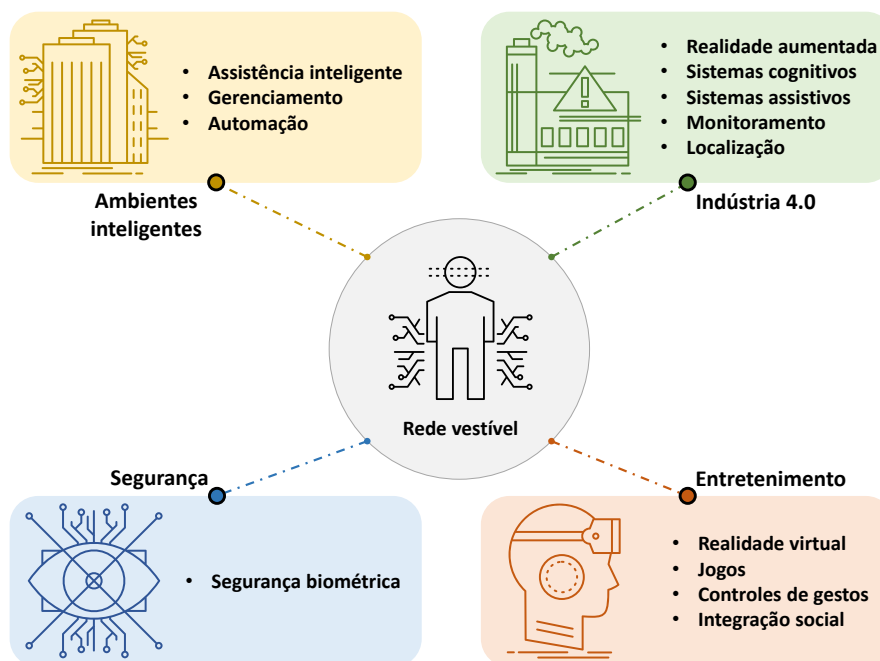 Assistência inteligente
Gerenciamento
Automação
Ambientes
inteligentes
Realidade aumentada
Sistemas cognitivos
Sistemas assistivos
Monitoramento
Localização
Indústria 4.0
Rede vestível
Segurança
Segurança biométrica
Entretenimento
Realidade virtual
Jogos
Controles de gestos
Integração social